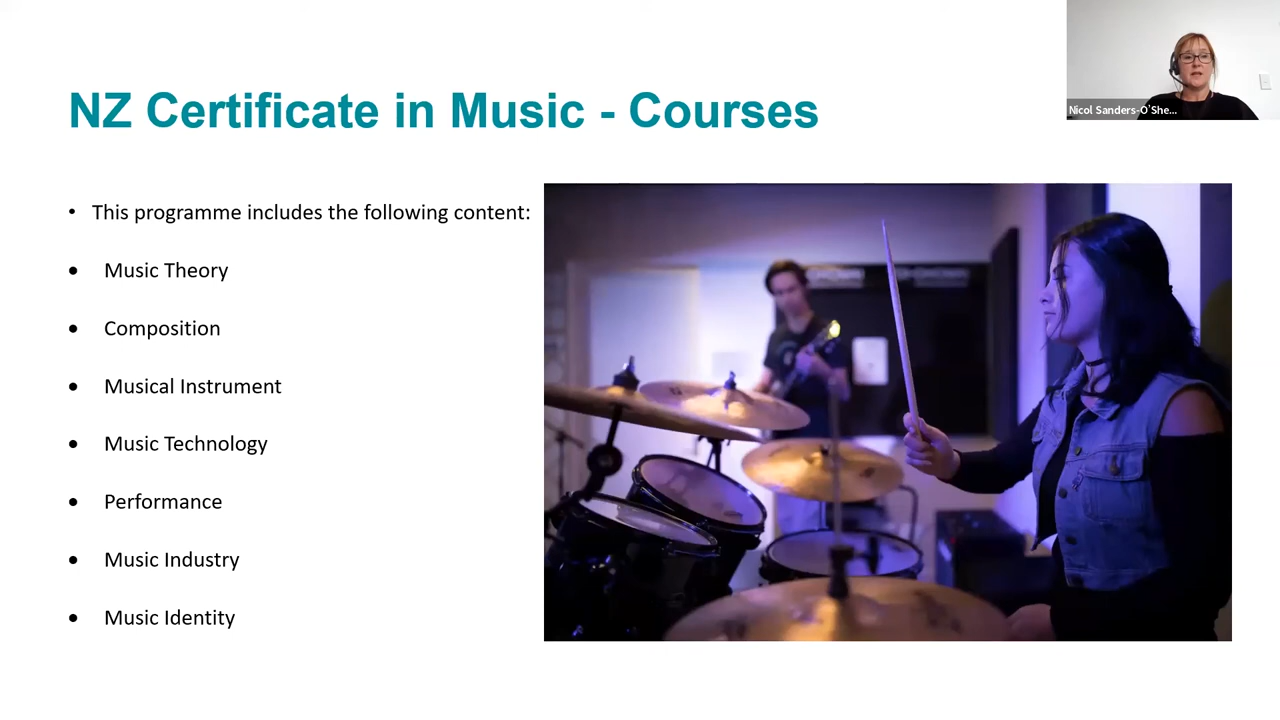 NZ Certificate in Music - Courses
Nicol Sanders-O'She...
• This programme includes the following content:
• Music Theory
• Composition
• Musical Instrument
• Music Technology
• Performance
• Music Industry
• Music Identity